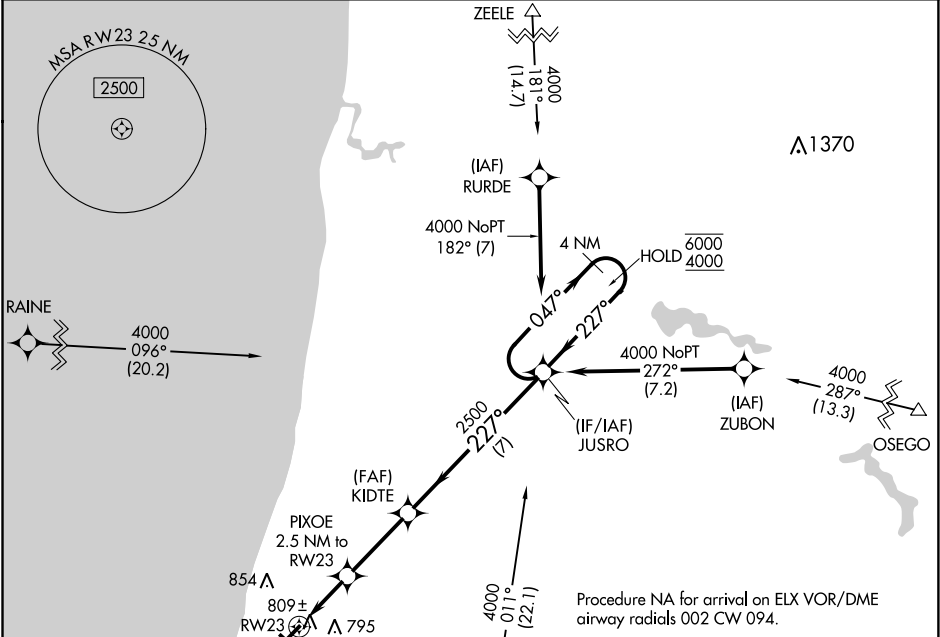 ZEELE
MSA RW23 25 NM
2500
4000
181°
(14.7)
1370
(IAF)
RURDE
4000 NoPT
182° (7)
4 NM
HOLD
6000
4000
047°
227°
RAINE
4000
096°
(20.2)
4000 NoPT
272°
(7.2)
4000
287°
(13.3)
(IAF)
ZUBON
OSEGO
(IF/IAF)
JUSRO
2500
227°
(7)
(FAF)
KIDTE
PIXOE
2.5 NM to
RW23
854
809±
RW23
795
4000
011°
(22.1)
Procedure NA for arrival on ELX VOR/DME
airway radials 002 CW 094.